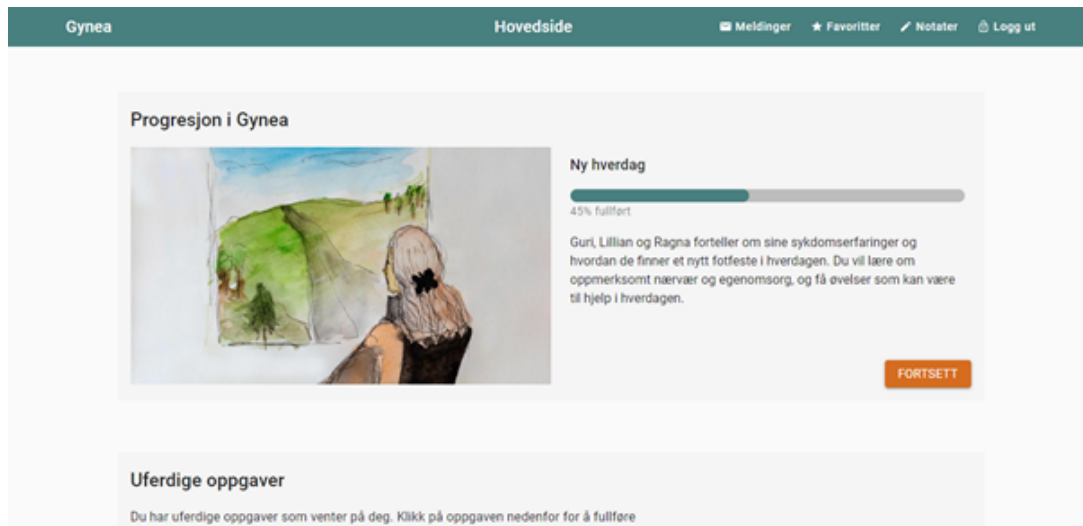 Gynea
Hovedside
Meldinger
Favoritter
Notater
Logg ut
Progresjon i Gynea
Ny hverdag
45% fullført
Guri, Lillian og Ragna forteller om sine sykdomserfaringer og
hvordan de finner et nytt fotfeste i hverdagen. Du vil lære om
oppmerksomt nærvær og egenomsorg, og få øvelser som kan være
til hjelp i hverdagen.
FORTSETT
Uferdige oppgaver
Du har uferdige oppgaver som venter på deg. Klikk på oppgaven nedenfor for å fullføre